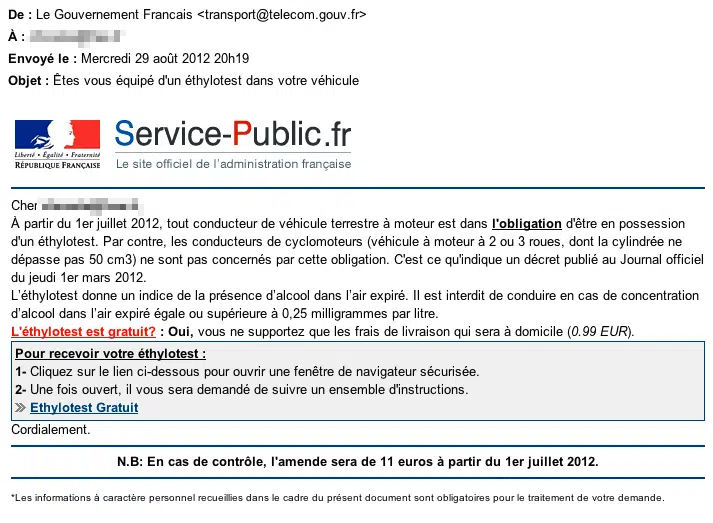 De : Le Gouvernement Francais <transport@telecom.gouv.fr>
À :
Envoyé le : Mercredi 29 août 2012 20h19
Objet : Êtes vous équipé d'un éthylotest dans votre véhicule
Service-Public.fr
Liberté • Égalité • Fraternité
RÉPUBLIQUE FRANÇAISE
Le site officiel de l'administration française
Cher
À partir du 1er juillet 2012, tout conducteur de véhicule terrestre à moteur est dans l'obligation d'être en possession
d'un éthylotest. Par contre, les conducteurs de cyclomoteurs (véhicule à moteur à 2 ou 3 roues, dont la cylindrée ne
dépasse pas 50 cm3) ne sont pas concernés par cette obligation. C'est ce qu'indique un décret publié au Journal officiel
du jeudi 1er mars 2012.
L'éthylotest donne un indice de la présence d'alcool dans l'air expiré. Il est interdit de conduire en cas de concentration
d'alcool dans l'air expiré égale ou supérieure à 0,25 milligrammes par litre.
L'éthylotest est gratuit? : Oui, vous ne supportez que les frais de livraison qui sera à domicile (0.99 EUR).
Pour recevoir votre éthylotest :
1- Cliquez sur le lien ci-dessous pour ouvrir une fenêtre de navigateur sécurisée.
2- Une fois ouvert, il vous sera demandé de suivre un ensemble d'instructions.
» Ethylotest Gratuit
Cordialement.
N.B: En cas de contrôle, l'amende sera de 11 euros à partir du 1er juillet 2012.
*Les informations à caractère personnel recueillies dans le cadre du présent document sont obligatoires pour le traitement de votre demande.